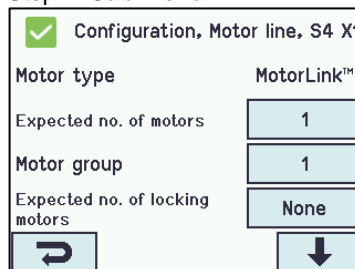 Configuration, Motor line, S4 X1
Motor type MotorLink™
Expected no. of motors 1
Motor group 1
Expected no. of locking motors None